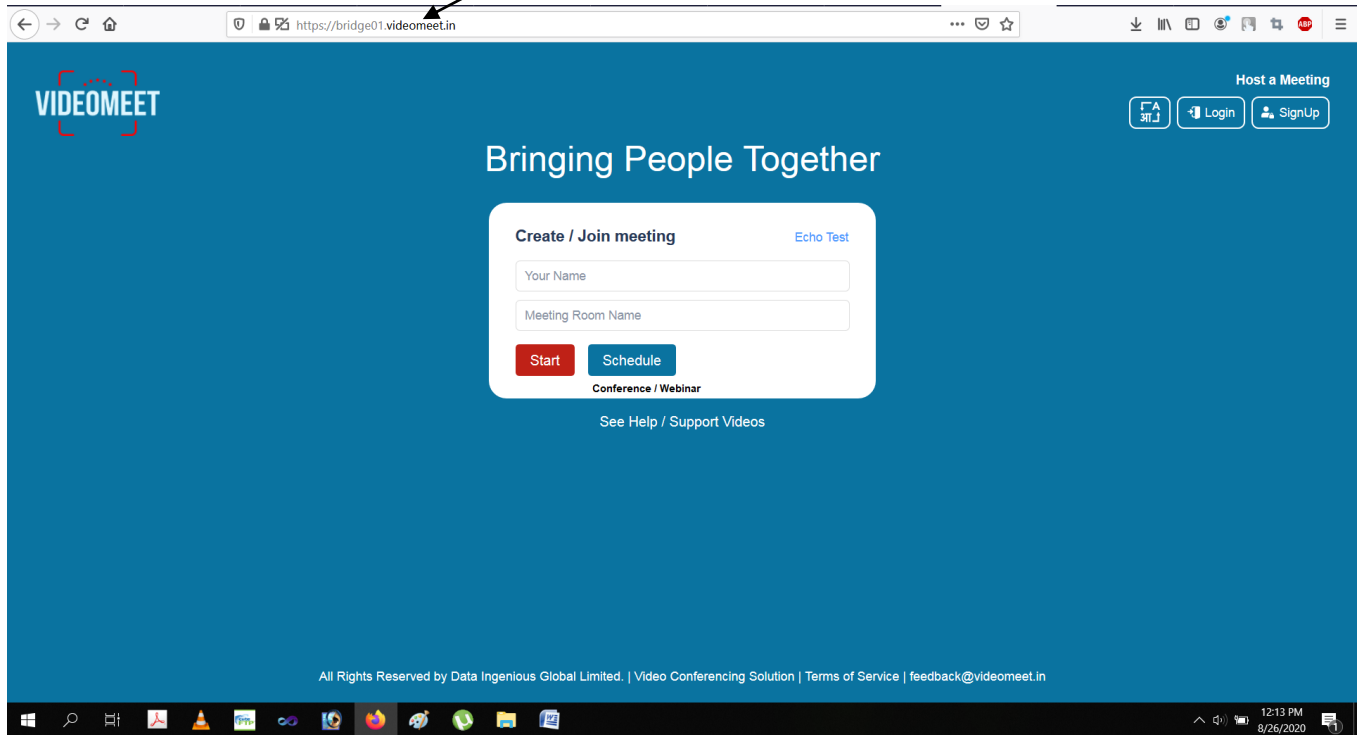 https://bridge01.videomeet.in
ABP
VIDEOMEET
Host a Meeting
A
आ
Login
SignUp
Bringing People Together
Create / Join meeting
Echo Test
Your Name
Meeting Room Name
Start
Schedule
Conference / Webinar
See Help / Support Videos
All Rights Reserved by Data Ingenious Global Limited. | Video Conferencing Solution | Terms of Service | feedback@videomeet.in
12:13 PM
8/26/2020
1